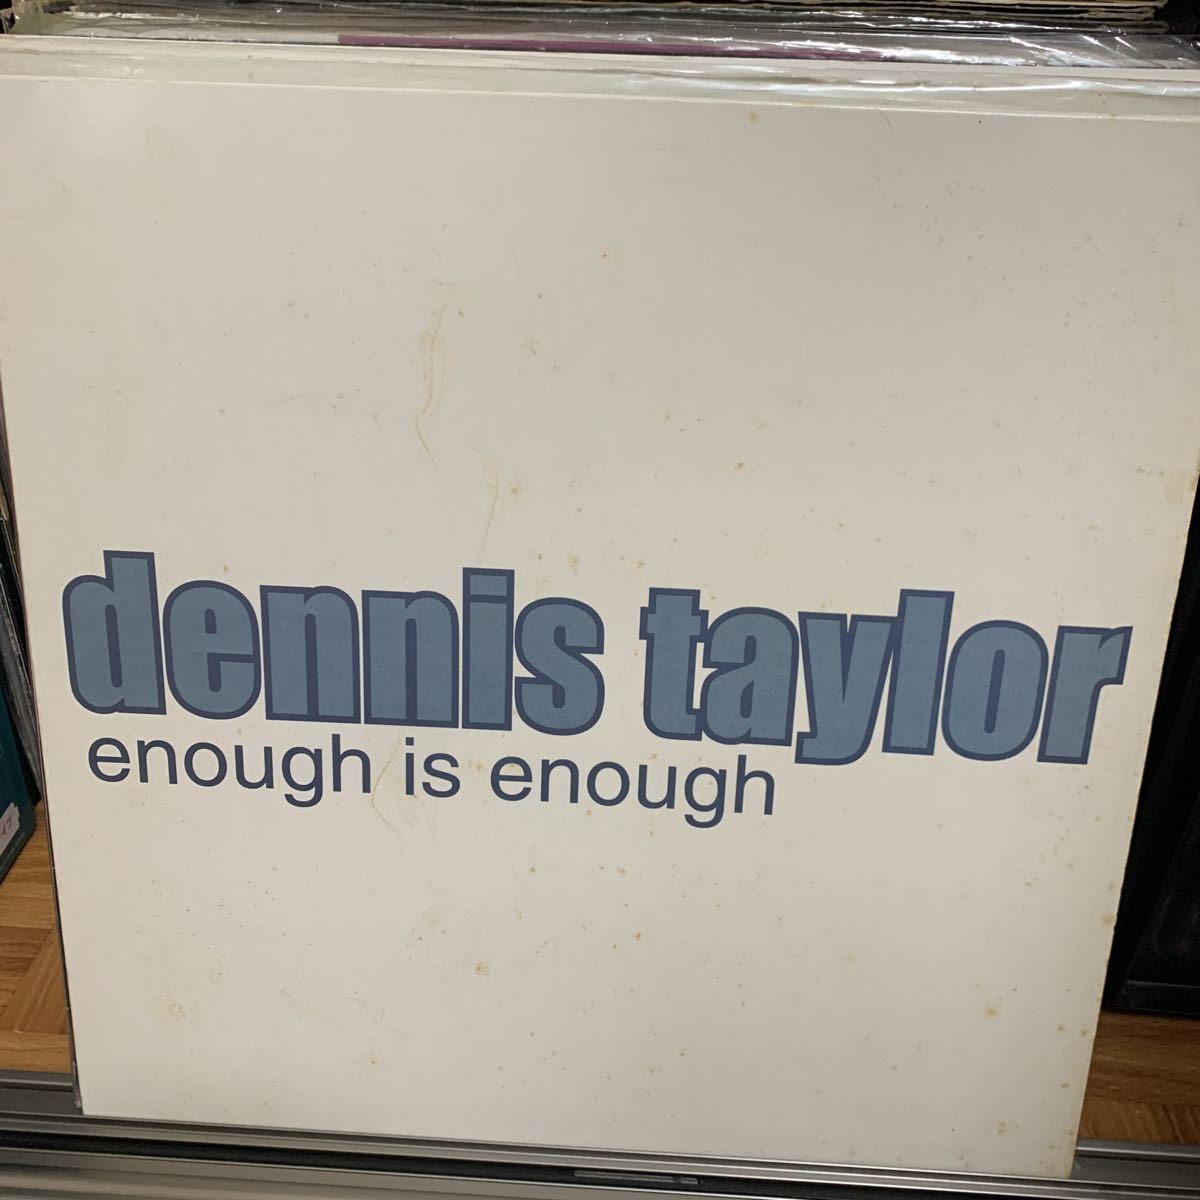 dennis taylor
enough is enough